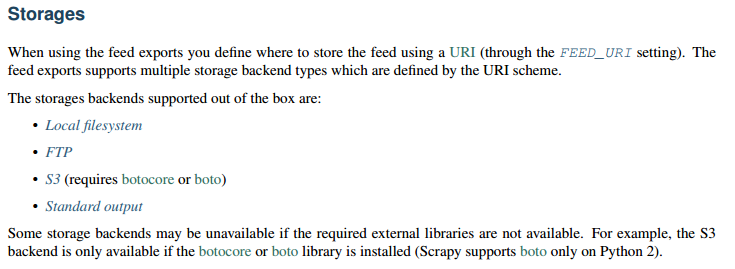 Storages
When using the feed exports you define where to store the feed using a URI (through the FEED_URI setting). The
feed exports supports multiple storage backend types which are defined by the URI scheme.
The storages backends supported out of the box are:
• Local filesystem
• FTP
• S3 (requires botocore or boto)
• Standard output
Some storage backends may be unavailable if the required external libraries are not available. For example, the S3
backend is only available if the botocore or boto library is installed (Scrapy supports boto only on Python 2).